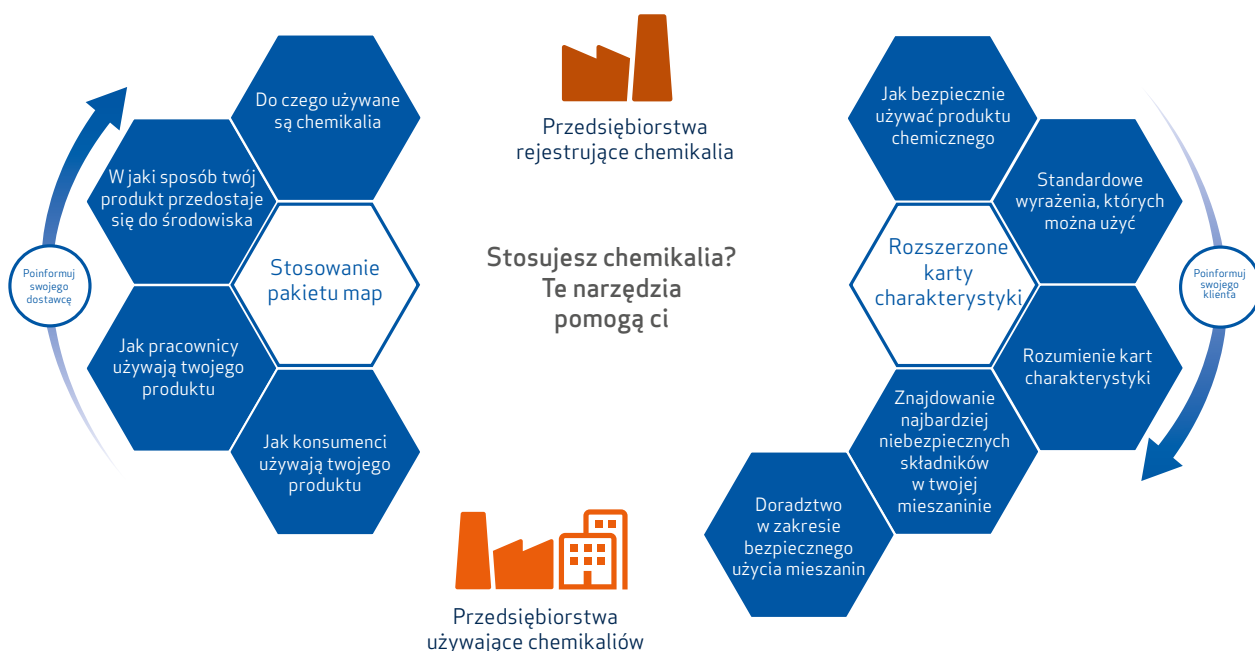 Do czego używane
są chemikalia
W jaki sposób twój
produkt przedostaje
się do środowiska
Poinformuj
swojego
dostawcę
Stosowanie
pakietu map
Jak pracownicy
używają twojego
produktu
Jak konsumenci
używają twojego
produktu
Przedsiębiorstwa
rejestrujące chemikalia
Stosujesz chemikalia?
Te narzędzia
pomogą ci
Przedsiębiorstwa
używające chemikaliów
Jak bezpiecznie
używać produktu
chemicznego
Standardowe
wyrażenia, których
można użyć
Rozszerzone
karty
charakterystyki
Poinformuj
swojego
klienta
Rozumienie kart
charakterystyki
Znajdowanie
najbardziej
niebezpiecznych
składników
w twojej
mieszaninie
Doradztwo
w zakresie
bezpiecznego
użycia mieszanin